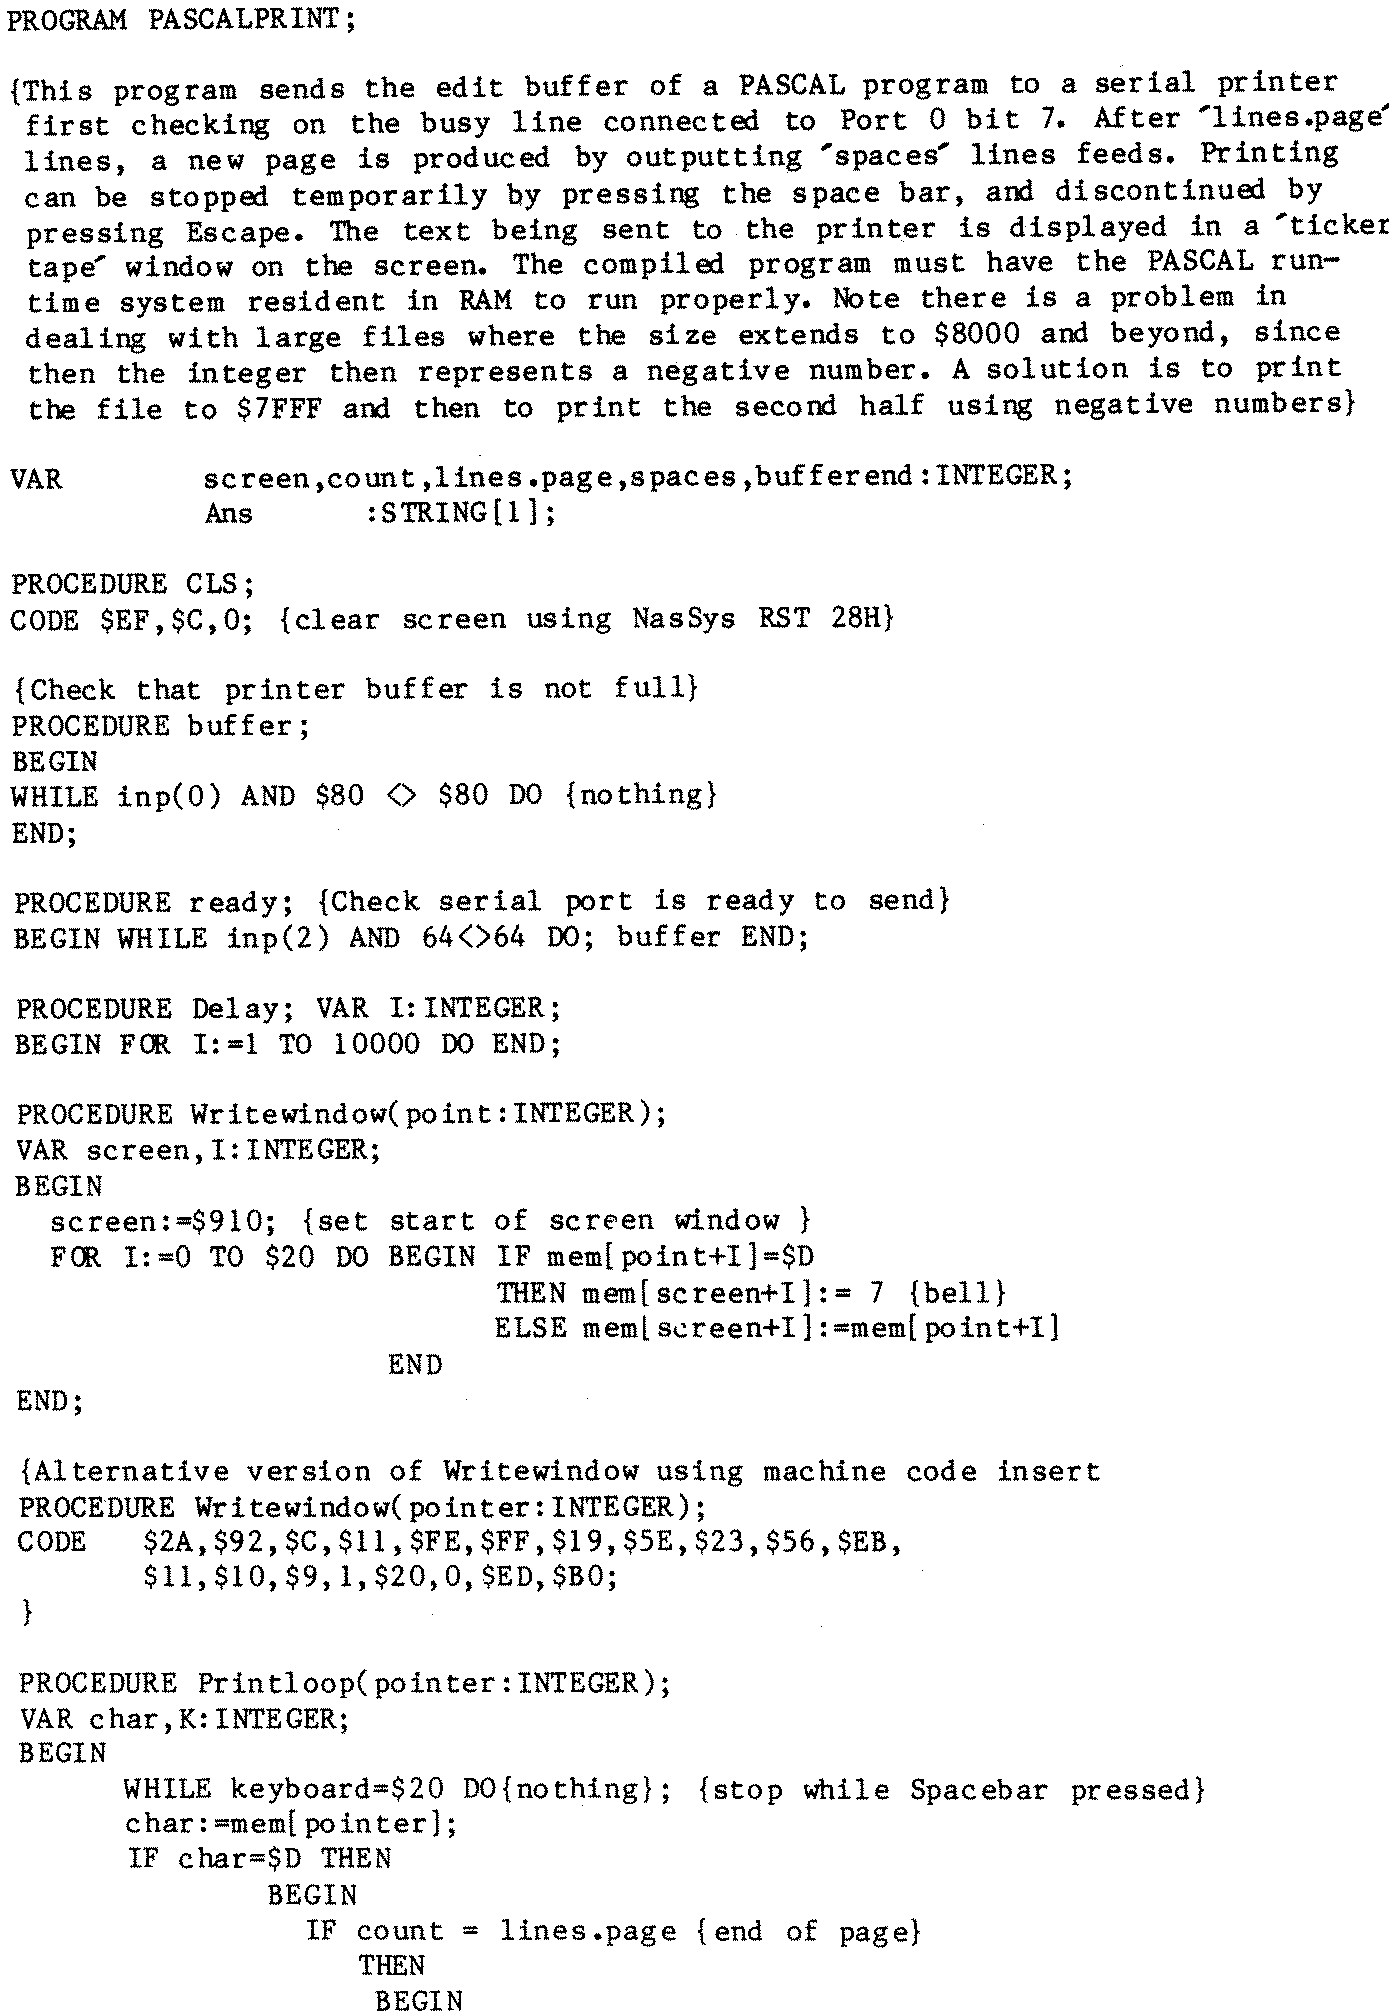 PROGRAM PASCALPRINT;
{This program sends the edit buffer of a PASCAL program to a serial printer
first checking on the busy line connected to Port 0 bit 7. After ´lines.page´
lines, a new page is produced by outputting ´spaces´ lines feeds. Printing
can be stopped temporarily by pressing the space bar, and discontinued by
pressing Escape. The text being sent to the printer is displayed in a ´ticker
tape´ window on the screen. The compiled program must have the PASCAL run-
time system resident in RAM to run properly. Note there is a problem in
dealing with large files where the size extends to $8000 and beyond, since
then the integer then represents a negative number. A solution is to print
the file to $7FFF and then to print the second half using negative numbers}
VAR screen,count,lines.page,spaces,bufferend:INTEGER;
Ans :STRING[1];
PROCEDURE CLS;
CODE $EF,$C,0; {clear screen using NasSys RST 28H}
{Check that printer buffer is not full}
PROCEDURE buffer;
BEGIN
WHILE inp(0) AND $80 <> $80 DO {nothing}
END;
PROCEDURE ready; {Check serial port is ready to send}
BEGIN WHILE inp(2) AND 64<>64 DO; buffer END;
PROCEDURE Delay; VAR I:INTEGER;
BEGIN FOR I:=1 TO 10000 DO END;
PROCEDURE Writewindow(point:INTEGER);
VAR screen,I:INTEGER;
BEGIN
screen:=$910; {set start of screen window }
FOR I:=0 TO $20 DO BEGIN IF mem[point+I]=$D
THEN mem[screen+I]:= 7 {bell}
ELSE mem[screen+I]:=mem[point+I]
END
END;
{Alternative version of Writewindow using machine code insert
PROCEDURE Writewindow(pointer:INTEGER);
CODE $2A,$92,$C,$11,$FE,$FF,$19,$5E,$23,$56,$EB,
$11,$10,$9,1,$20,0,$ED,$B0;
}
PROCEDURE Printloop(pointer:INTEGER);
VAR char,K:INTEGER;
BEGIN
WHILE keyboard=$20 DO{nothing}; {stop while Spacebar pressed}
char:=mem[pointer];
IF char=$D THEN
BEGIN
IF count = lines.page {end of page}
THEN
BEGIN